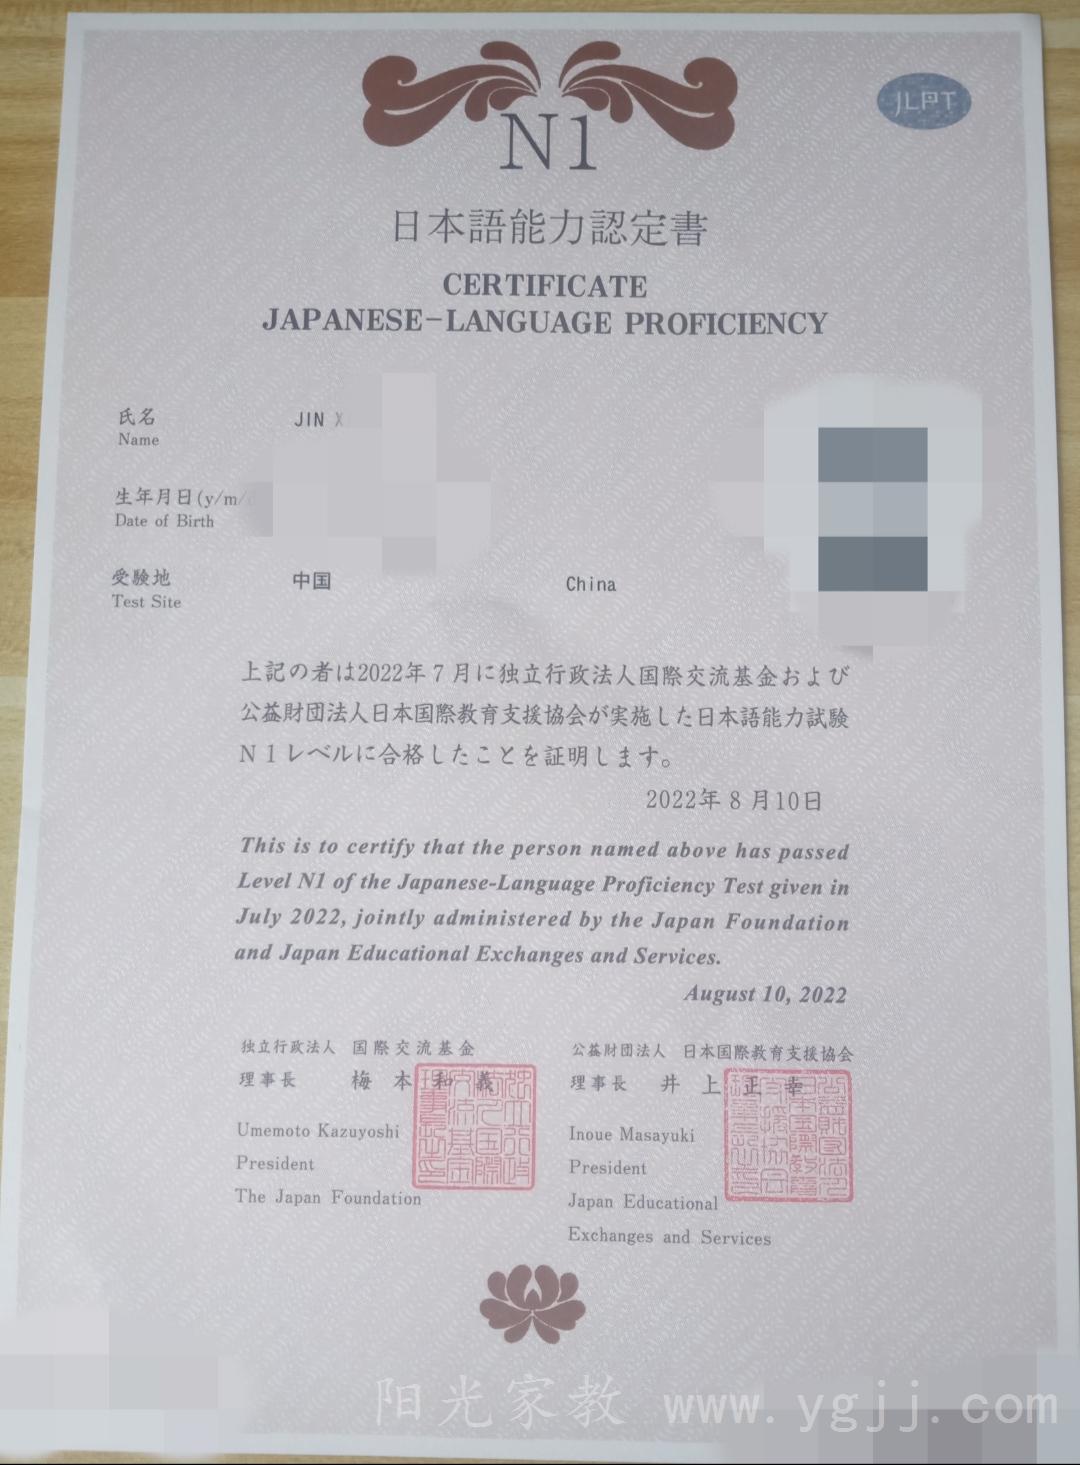 N1
JLPT
日本語能力認定書
CERTIFICATE
JAPANESE-LANGUAGE PROFICIENCY
氏名
Name
JIN X
生年月日(y/m/
Date of Birth
受験地 中国 China
Test Site
上記の者は2022年7月に独立行政法人国際交流基金および
公益財団法人日本国際教育支援協会が実施した日本語能力試験
N1レベルに合格したことを証明します。
2022年8月10日
This is to certify that the person named above has passed
Level N1 of the Japanese-Language Proficiency Test given in
July 2022, jointly administered by the Japan Foundation
and Japan Educational Exchanges and Services.
August 10, 2022
独立行政法人 国際交流基金
理事長 梅本和義
Umemoto Kazuyoshi
President
The Japan Foundation
公益財団法人 日本国際教育支援協会
理事長 井上正幸
Inoue Masayuki
President
Japan Educational
Exchanges and Services
阳光家教 www.ygjj.com